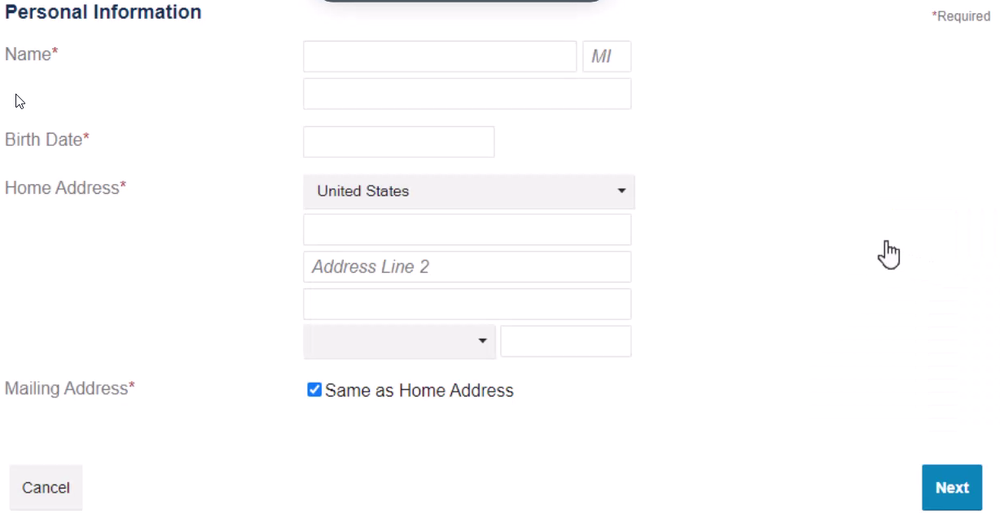 Personal Information
*Required
Name*
MI
Birth Date*
Home Address*
United States
Address Line 2
Mailing Address*
Same as Home Address
Cancel
Next